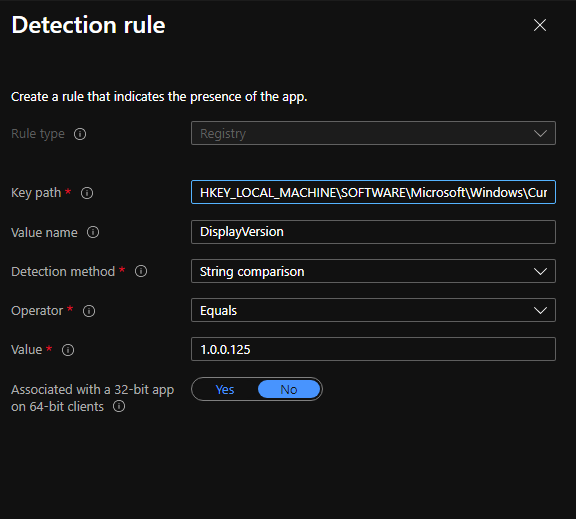 Detection rule
Create a rule that indicates the presence of the app.
Rule type
Registry
Key path *
HKEY_LOCAL_MACHINE\SOFTWARE\Microsoft\Windows\Cur
Value name
DisplayVersion
Detection method *
String comparison
Operator *
Equals
Value *
1.0.0.125
Associated with a 32-bit app
on 64-bit clients
Yes No